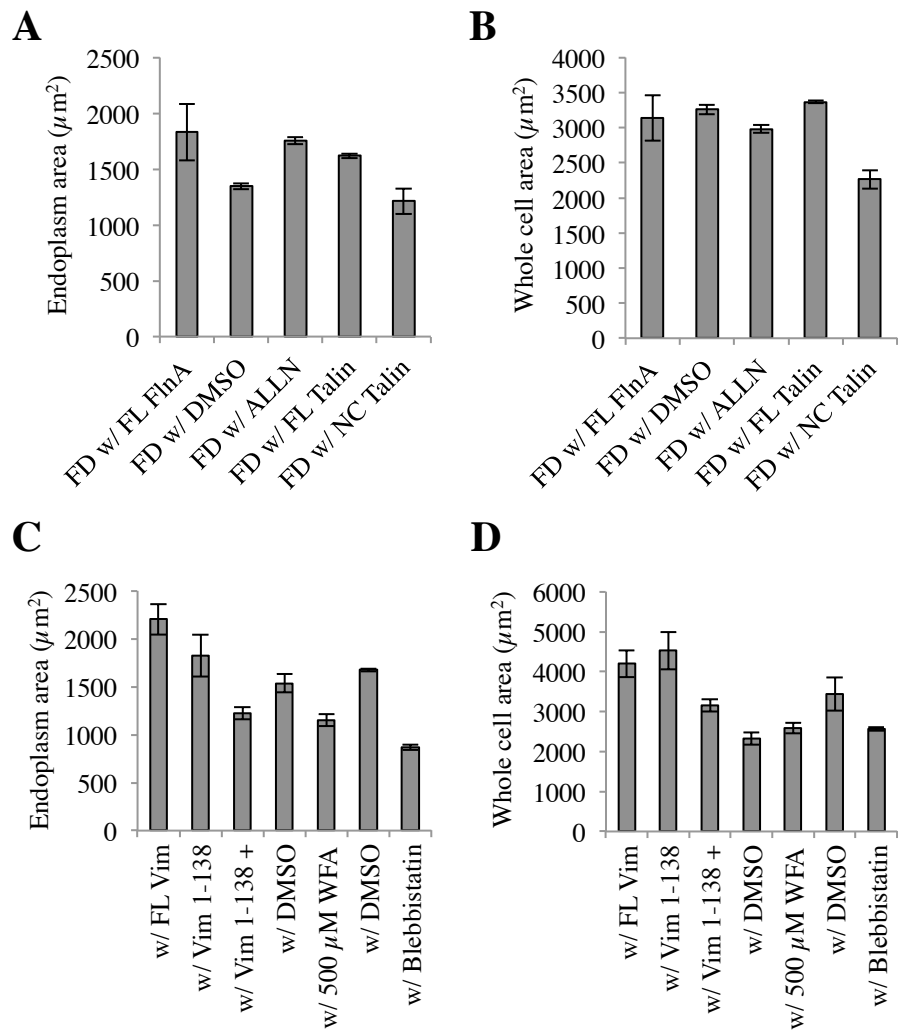 A
Endoplasm area (µm²)
2500
2000
1500
1000
500
0
FD w/ FL FlnA
FD w/ DMSO
FD w/ ALLN
FD w/ FL Talin
FD w/ NC Talin
B
Whole cell area (µm²)
4000
3500
3000
2500
2000
1500
1000
500
0
FD w/ FL FlnA
FD w/ DMSO
FD w/ ALLN
FD w/ FL Talin
FD w/ NC Talin
C
Endoplasm area (µm²)
2500
2000
1500
1000
500
0
w/ FL Vim
w/ Vim 1-138
w/ Vim 1-138 +
w/ DMSO
w/ 500 µM WFA
w/ DMSO
w/ Blebbistatin
D
Whole cell area (µm²)
6000
5000
4000
3000
2000
1000
0
w/ FL Vim
w/ Vim 1-138
w/ Vim 1-138 +
w/ DMSO
w/ 500 µM WFA
w/ DMSO
w/ Blebbistatin